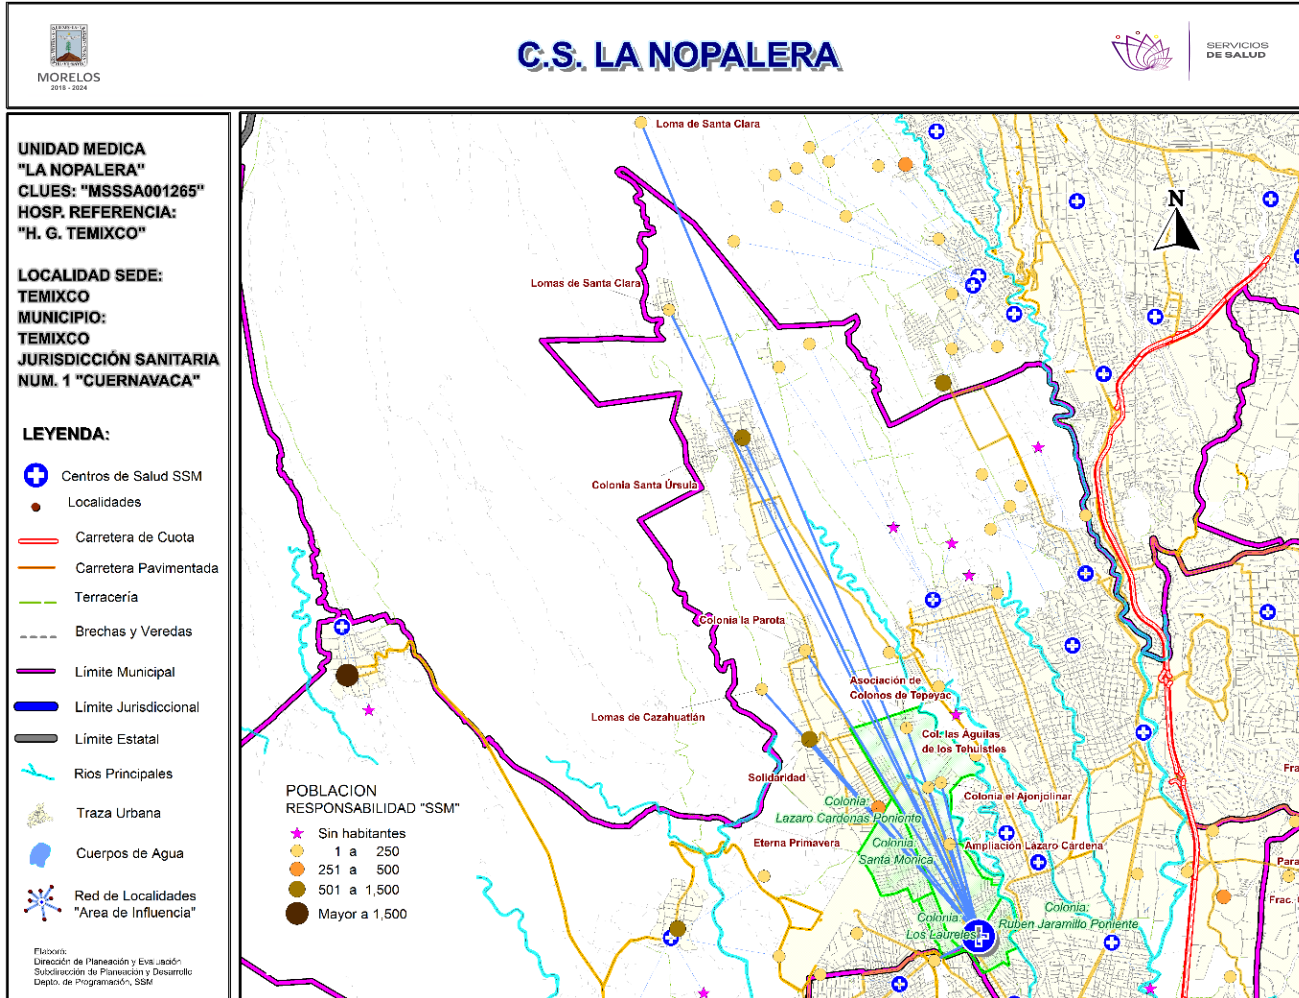 MORELOS
2018 - 2024
C.S. LA NOPALERA
SERVICIOS
DE SALUD
UNIDAD MEDICA
"LA NOPALERA"
CLUES: "MSSSA001265"
HOSP. REFERENCIA:
"H. G. TEMIXCO"
LOCALIDAD SEDE:
TEMIXCO
MUNICIPIO:
TEMIXCO
JURISDICCIÓN SANITARIA
NUM. 1 "CUERNAVACA"
LEYENDA:
Centros de Salud SSM
Localidades
Carretera de Cuota
Carretera Pavimentada
Terracería
Brechas y Veredas
Límite Municipal
Límite Jurisdiccional
Límite Estatal
Rios Principales
Traza Urbana
Cuerpos de Agua
Red de Localidades
"Area de Influencia"
Elaboró:
Dirección de Planeación y Evaluación
Subdirección de Planeación y Desarrollo
Depto. de Programación, SSM
N
Loma de Santa Clara
Lomas de Santa Clara
Colonia Santa Úrsula
Colonia la Parota
Asociación de
Colonos de Tepeyac
Lomas de Cazahuatlán
Col. las Águilas
de los Tehuistles
Solidaridad
Colonia el Ajonjolinar
Colonia:
Lazaro Cardenas Poniento
Eterna Primavera
Colonia:
Santa Monica
Ampliación Lázaro Cárdena
Colonia:
Los Laureles
Colonia:
Ruben Jaramillo Poniente
Fra
Para
Frac.
POBLACION
RESPONSABILIDAD "SSM"
Sin habitantes
1 a 250
251 a 500
501 a 1,500
Mayor a 1,500